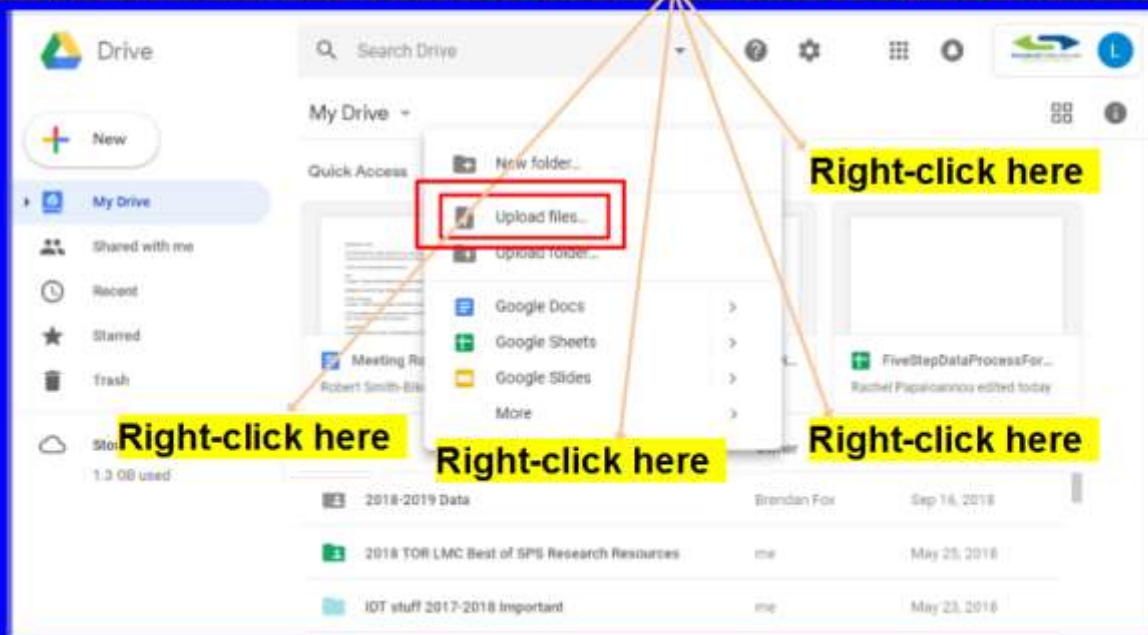 Drive
Search Drive
L
New
My Drive
Quick Access
New folder...
Right-click here
My Drive
Upload files...
Shared with me
Upload folder...
Recent
Google Docs
Starred
Google Sheets
Meeting
FiveStepDataProcessFor...
Trash
Google Slides
Robert
Rachel Papaioannou edited today
More
Right-click here
Right-click here
Right-click here
1.3 GB used
2018-2019 Data
Brendan Fox
Sep 16, 2018
2018 TOR LMC Best of SPS Research Resources
me
May 25, 2018
IDT stuff 2017-2018 Important
me
May 23, 2018